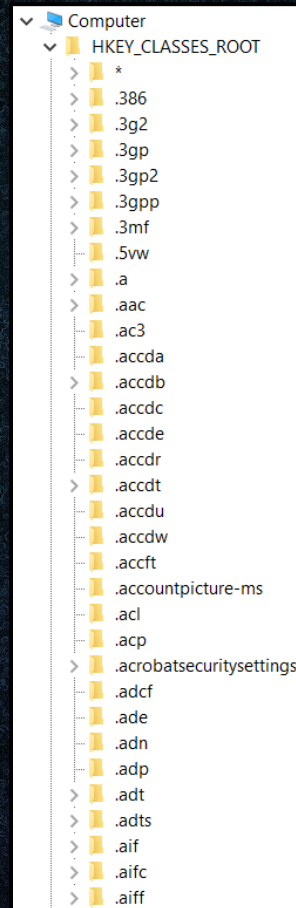 Computer
HKEY_CLASSES_ROOT
*
.386
.3g2
.3gp
.3gp2
.3gpp
.3mf
.5vw
.a
.aac
.ac3
.accda
.accdb
.accdc
.accde
.accdr
.accdt
.accdu
.accdw
.accft
.accountpicture-ms
.acl
.acp
.acrobatsecuritysettings
.adcf
.ade
.adn
.adp
.adt
.adts
.aif
.aifc
.aiff